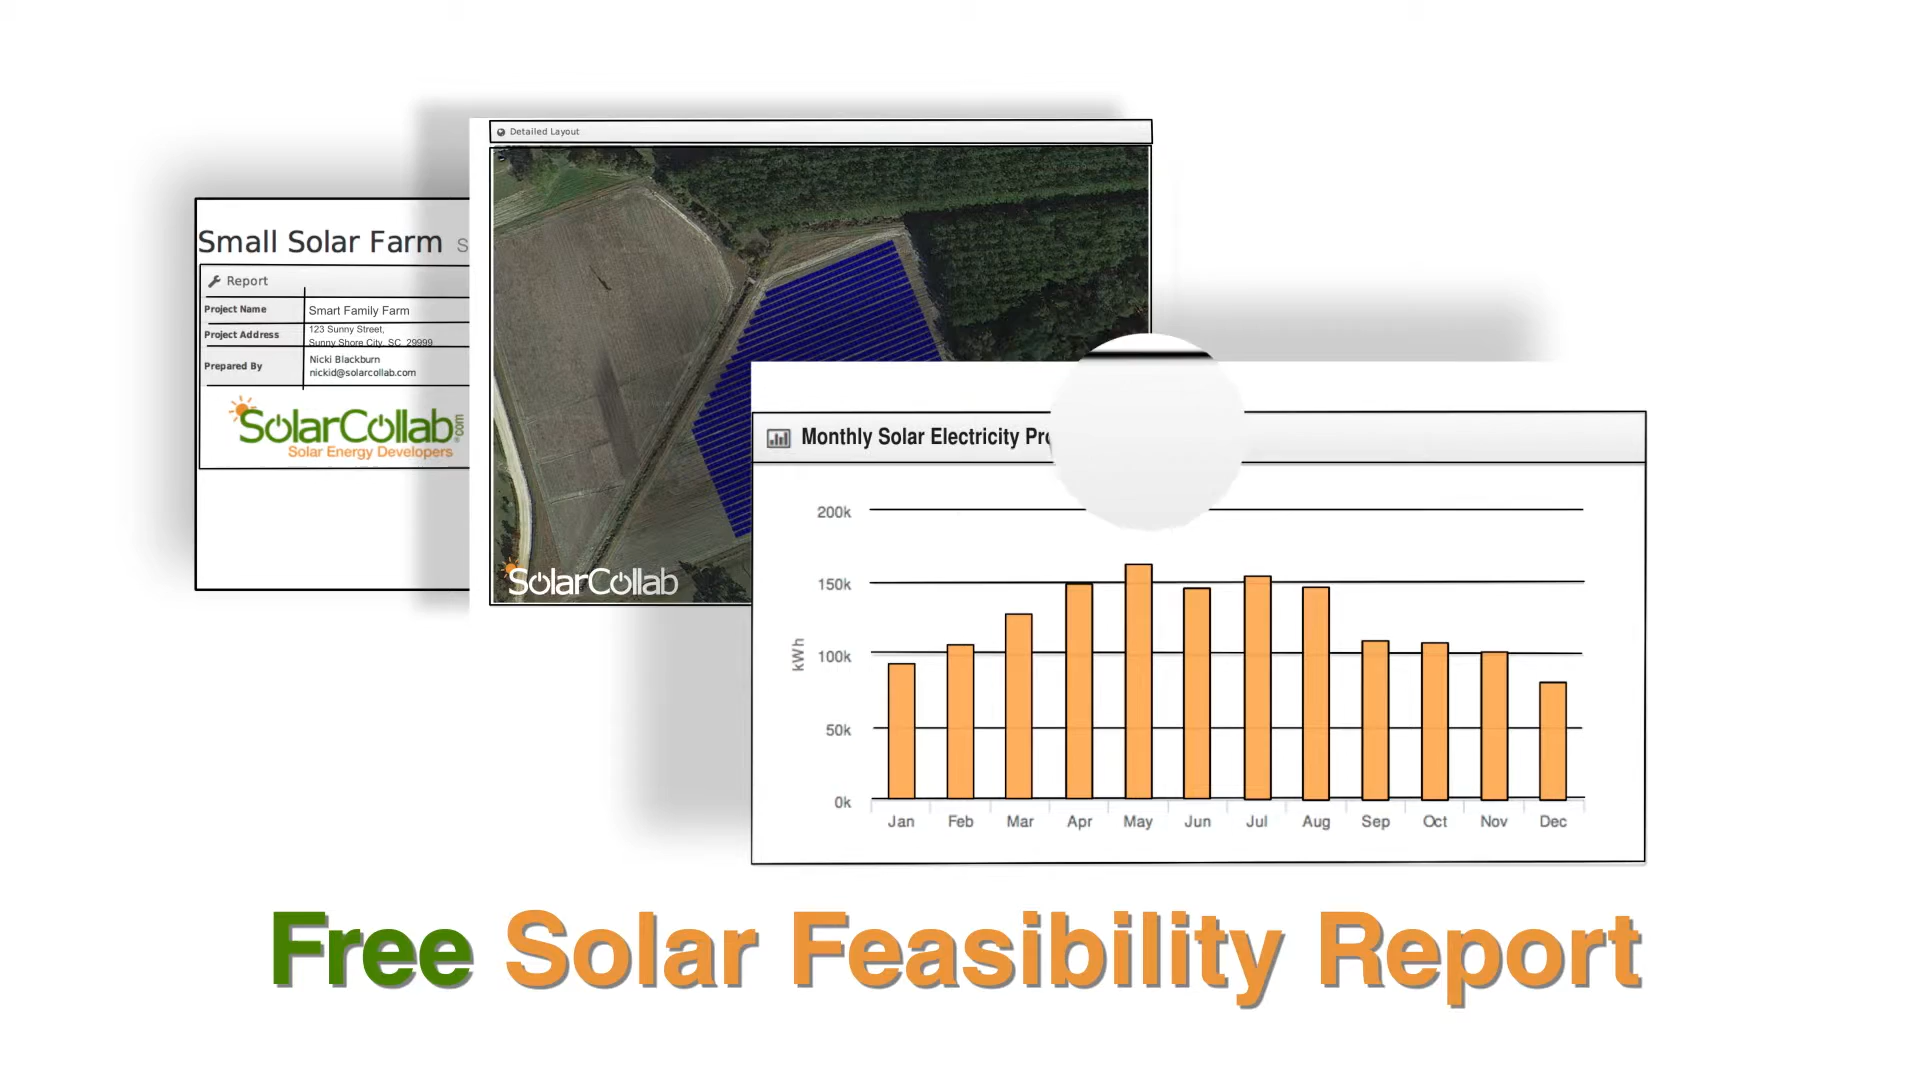 Small Solar Farm S
Report
Project Name
Smart Family Farm
Project Address
123 Sunny Street,
Sunny Shore City, SC 29999
Prepared By
Nicki Blackburn
nickid@solarcollab.com
SolarCollab.com
Solar Energy Developers
Detailed Layout
SolarCollab
Monthly Solar Electricity Pro
200k
150k
100k
50k
0k
kWh
Jan Feb Mar Apr May Jun Jul Aug Sep Oct Nov Dec
Free Solar Feasibility Report